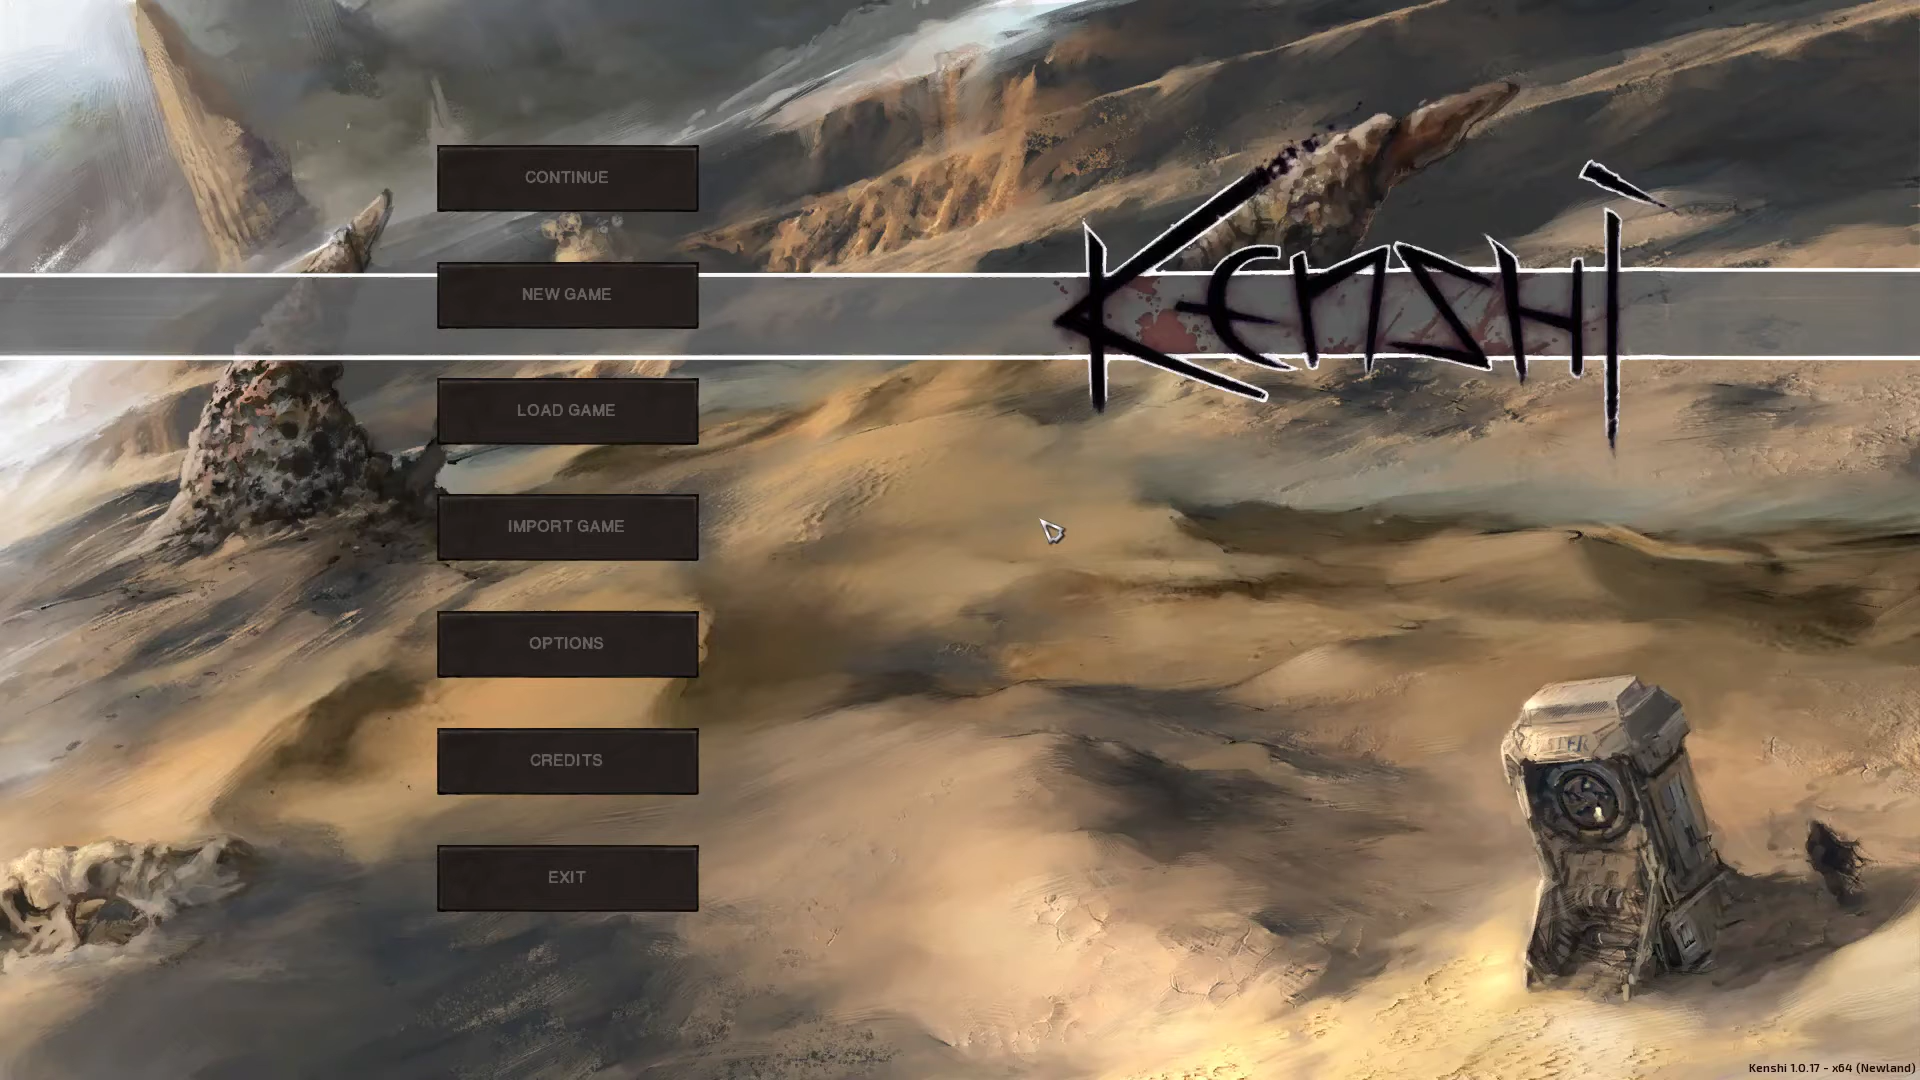 CONTINUE
NEW GAME
KENSHI
LOAD GAME
IMPORT GAME
OPTIONS
CREDITS
EXIT
Kenshi 1.0.17 - x64 (Newland)